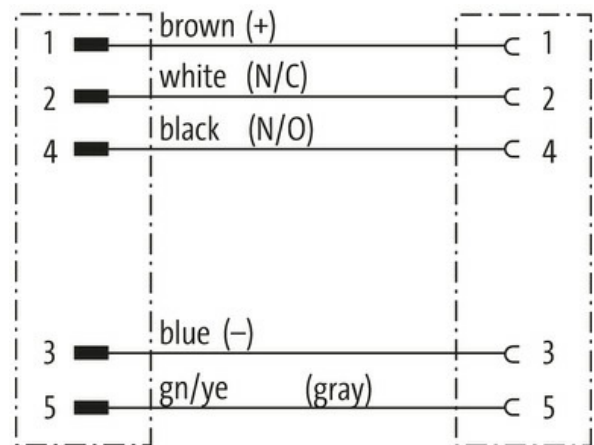 1 brown (+) 1
2 white (N/C) 2
4 black (N/O) 4
3 blue (–) 3
5 gn/ye (gray) 5